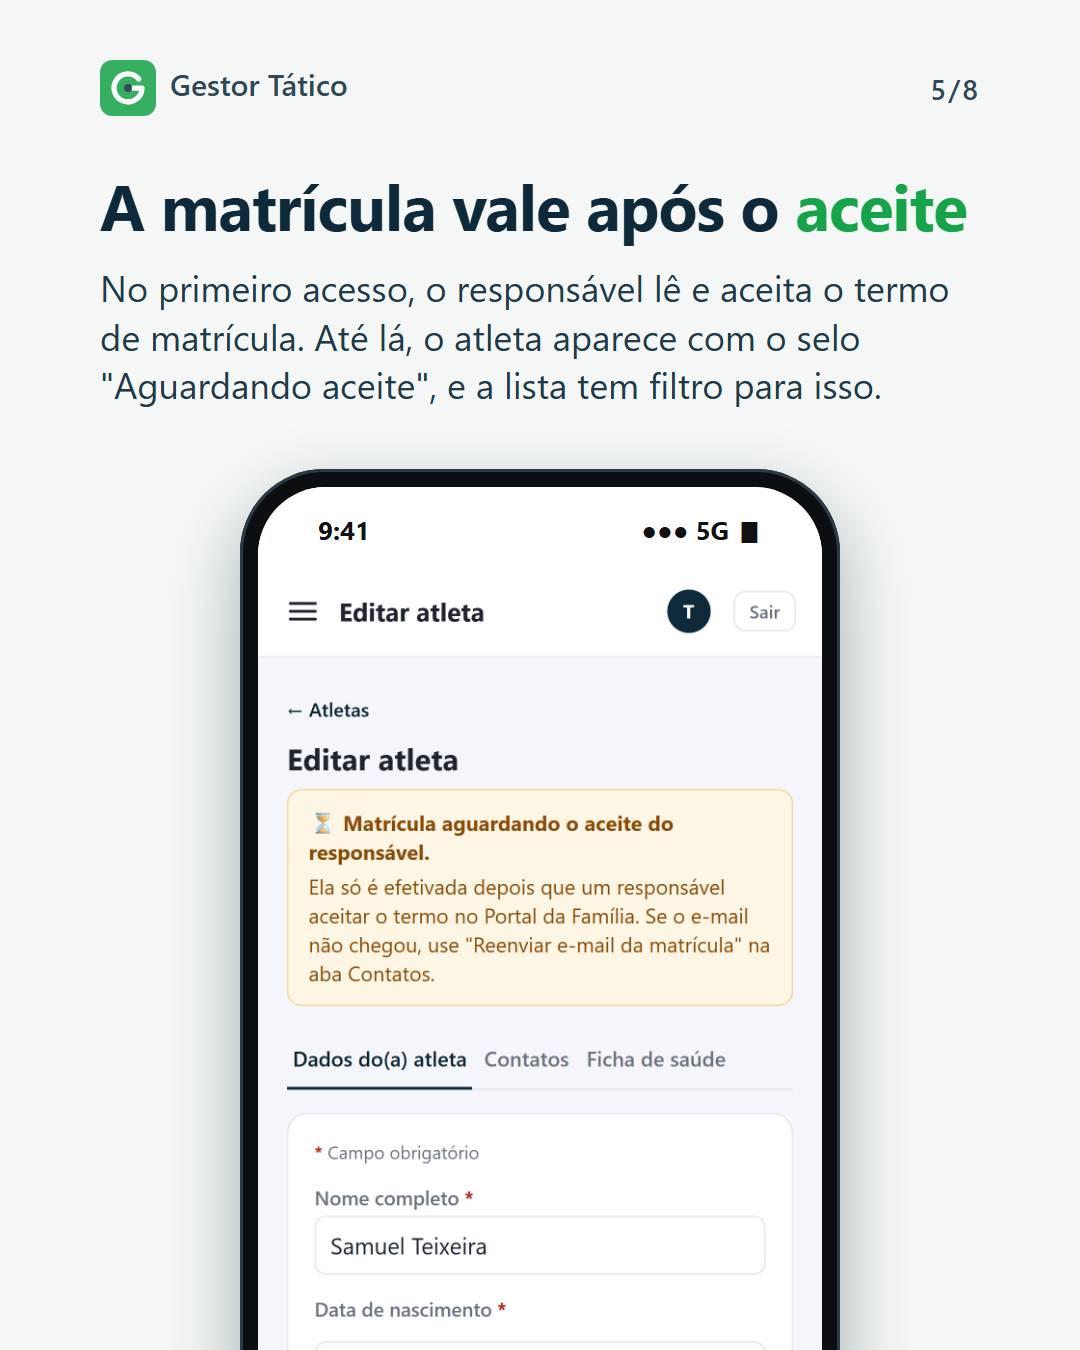 Gestor Tático
5/8
A matrícula vale após o aceite
No primeiro acesso, o responsável lê e aceita o termo
de matrícula. Até lá, o atleta aparece com o selo
"Aguardando aceite", e a lista tem filtro para isso.
9:41
5G
Editar atleta
T
Sair
← Atletas
Editar atleta
⏳ Matrícula aguardando o aceite do
responsável.
Ela só é efetivada depois que um responsável
aceitar o termo no Portal da Família. Se o e-mail
não chegou, use "Reenviar e-mail da matrícula" na
aba Contatos.
Dados do(a) atleta
Contatos
Ficha de saúde
* Campo obrigatório
Nome completo *
Samuel Teixeira
Data de nascimento *